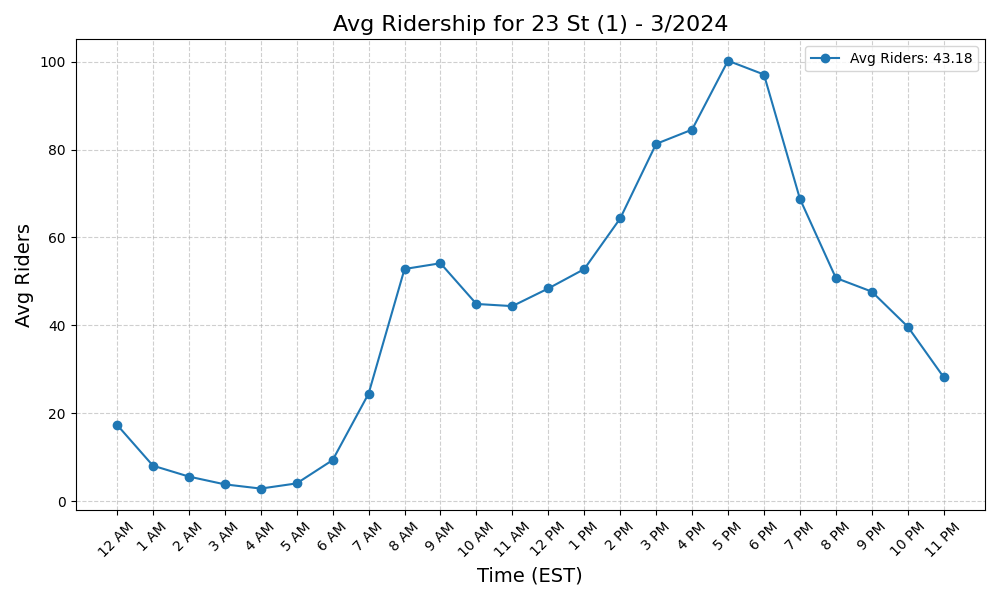 Avg Ridership for 23 St (1) - 3/2024
Avg Riders: 43.18
Avg Riders
100
80
60
40
20
0
12 AM
1 AM
2 AM
3 AM
4 AM
5 AM
6 AM
7 AM
8 AM
9 AM
10 AM
11 AM
12 PM
1 PM
2 PM
3 PM
4 PM
5 PM
6 PM
7 PM
8 PM
9 PM
10 PM
11 PM
Time (EST)